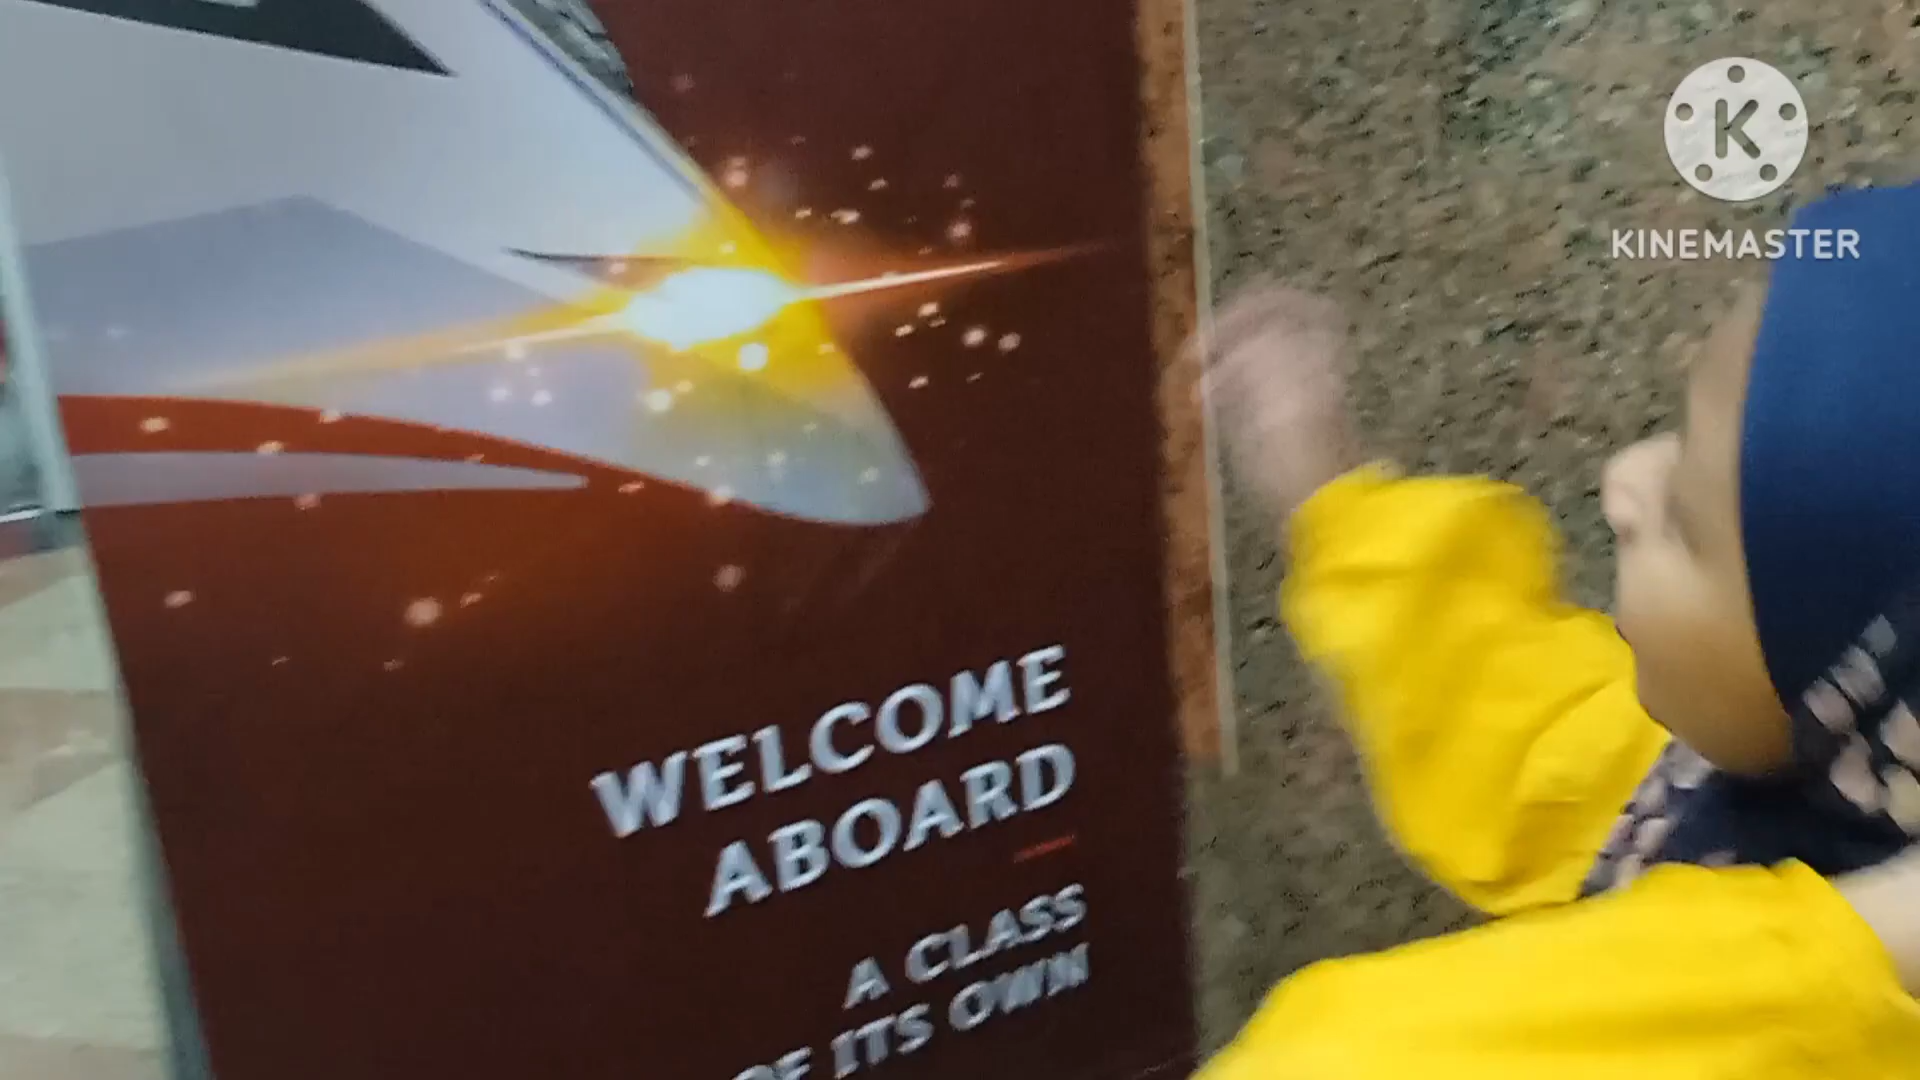 K
KINEMASTER
WELCOME
ABOARD
A CLASS
OF ITS OWN